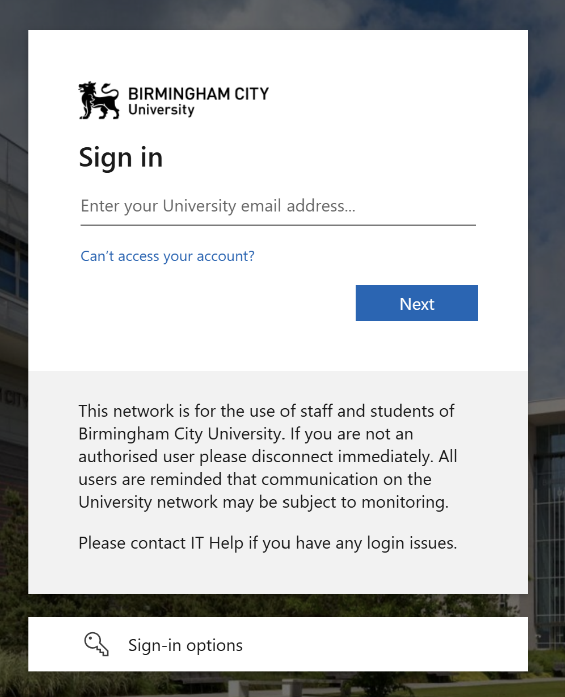 BIRMINGHAM CITY
University
Sign in
Enter your University email address...
Can't access your account?
Next
This network is for the use of staff and students of
Birmingham City University. If you are not an
authorised user please disconnect immediately. All
users are reminded that communication on the
University network may be subject to monitoring.
Please contact IT Help if you have any login issues.
Sign-in options